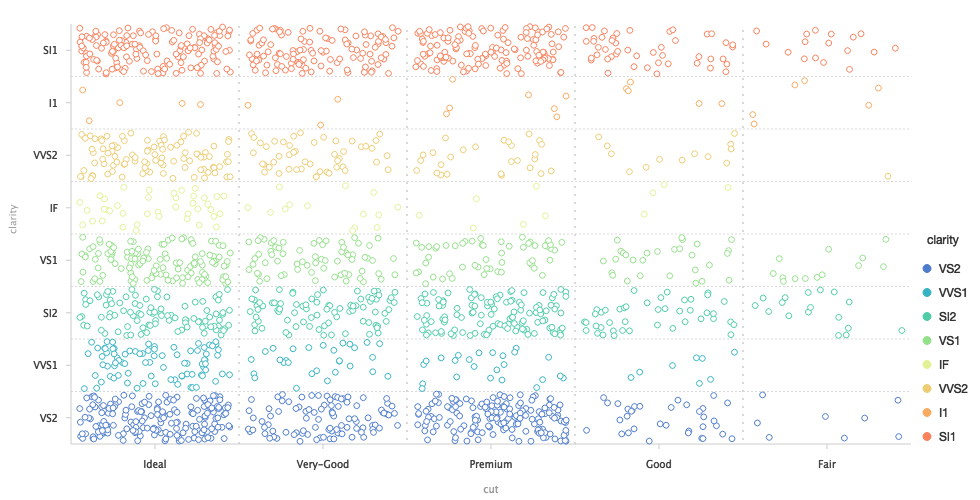 SI1
I1
VVS2
IF
VS1
SI2
VVS1
VS2
clarity
Ideal
Very-Good
Premium
Good
Fair
cut
clarity
VS2
VVS1
SI2
VS1
IF
VVS2
I1
SI1